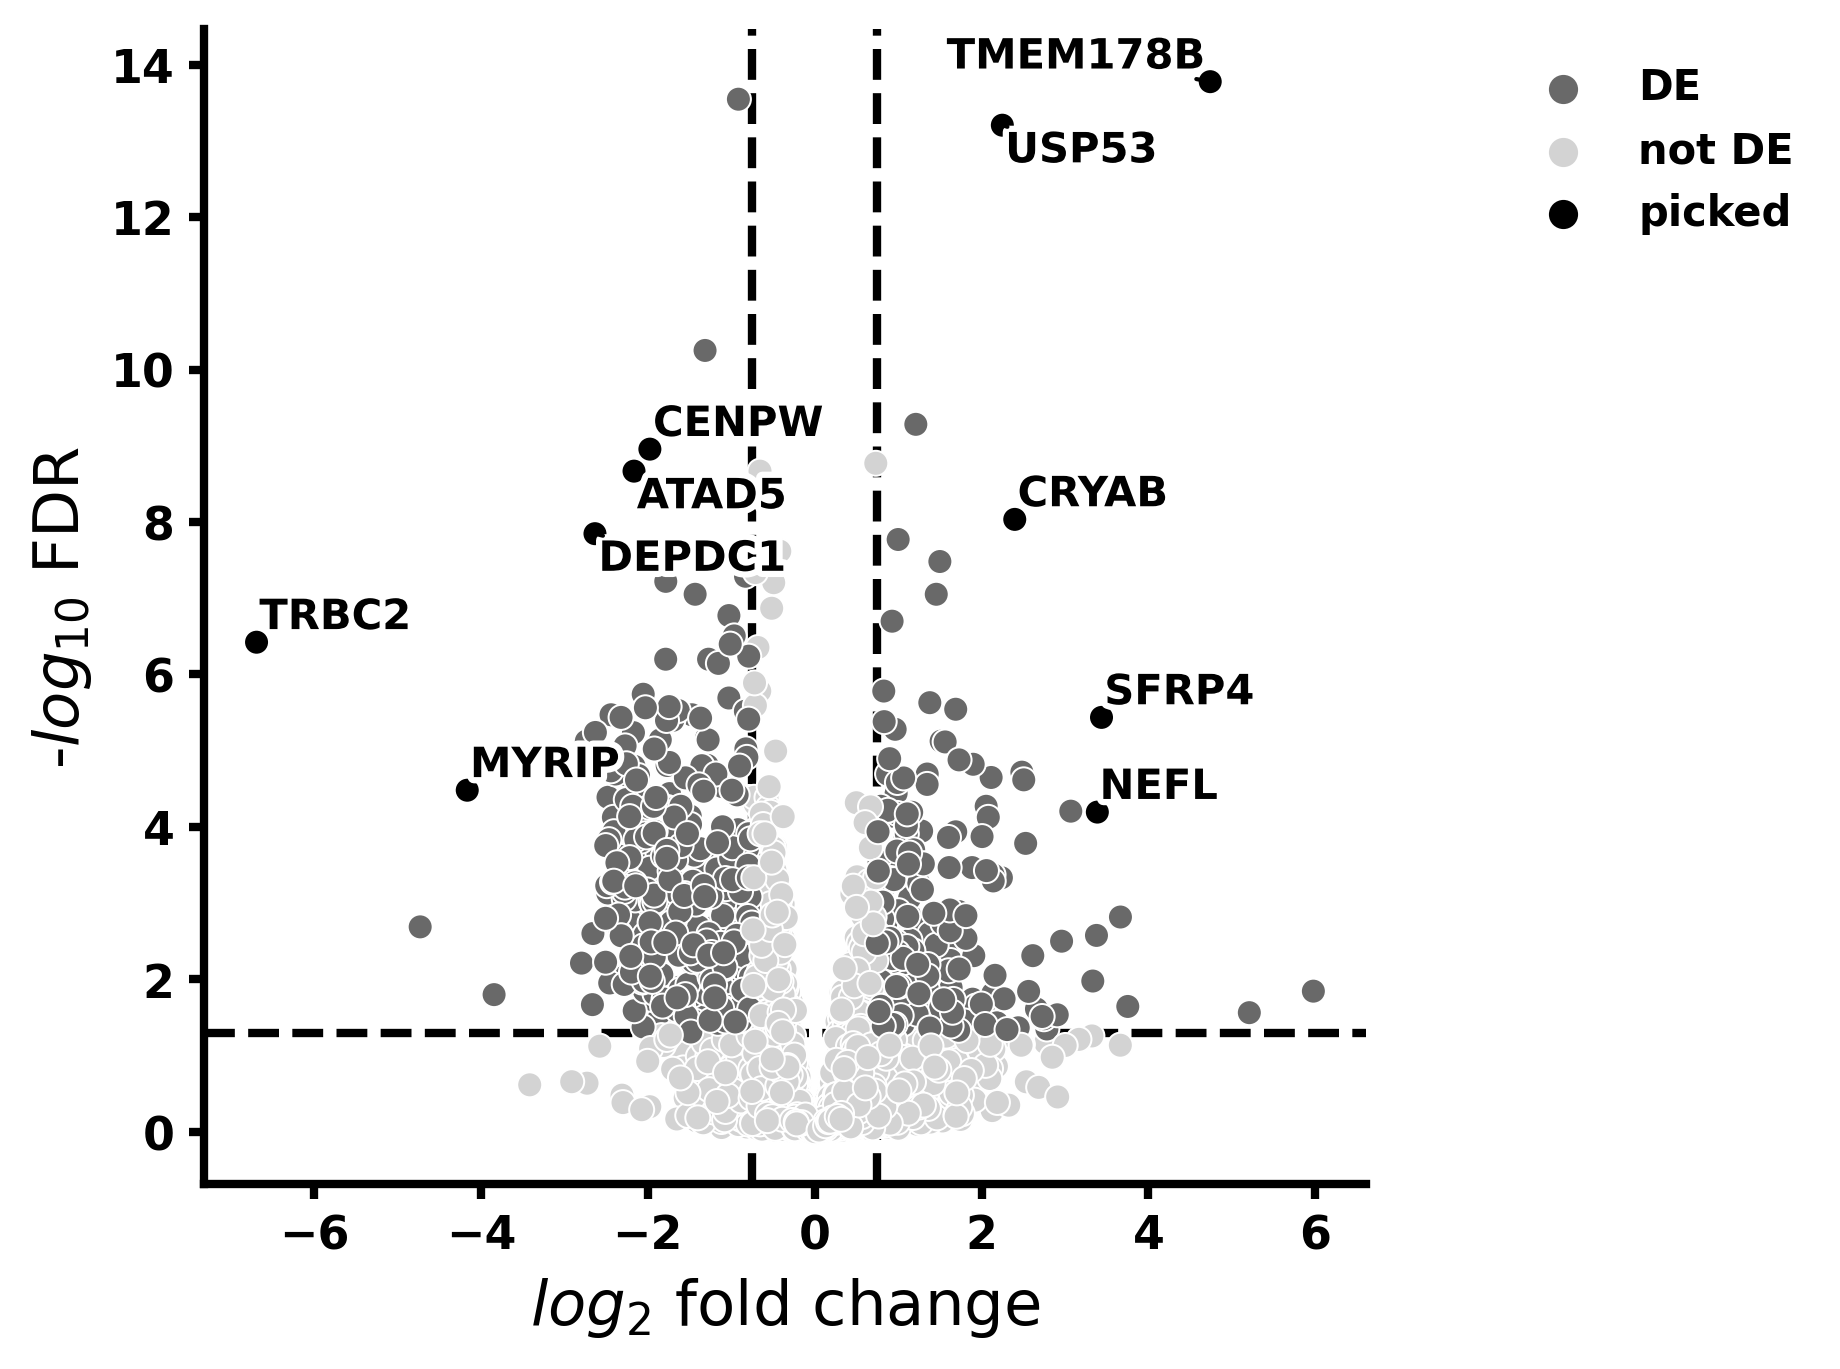 14
12
10
8
6
4
2
0
-log10 FDR
−6
−4
−2
0
2
4
6
log2 fold change
TMEM178B
USP53
CENPW
ATAD5
DEPDC1
CRYAB
TRBC2
SFRP4
MYRIP
NEFL
DE
not DE
picked